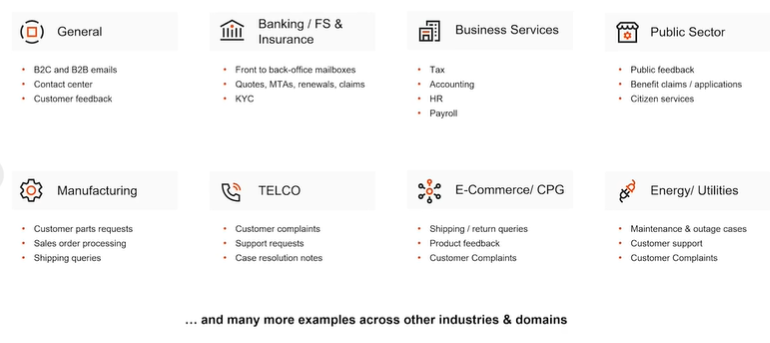 General
• B2C and B2B emails
• Contact center
• Customer feedback
Banking / FS &
Insurance
• Front to back-office mailboxes
• Quotes, MTAs, renewals, claims
• KYC
Business Services
• Tax
• Accounting
• HR
• Payroll
Public Sector
• Public feedback
• Benefit claims / applications
• Citizen services
Manufacturing
• Customer parts requests
• Sales order processing
• Shipping queries
TELCO
• Customer complaints
• Support requests
• Case resolution notes
E-Commerce/ CPG
• Shipping / return queries
• Product feedback
• Customer Complaints
Energy/ Utilities
• Maintenance & outage cases
• Customer support
• Customer Complaints
... and many more examples across other industries & domains